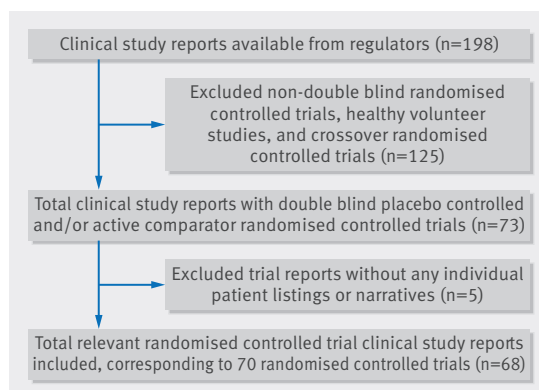 Clinical study reports available from regulators (n=198)
Excluded non-double blind randomised
controlled trials, healthy volunteer
studies, and crossover randomised
controlled trials (n=125)
Total clinical study reports with double blind placebo controlled
and/or active comparator randomised controlled trials (n=73)
Excluded trial reports without any individual
patient listings or narratives (n=5)
Total relevant randomised controlled trial clinical study reports
included, corresponding to 70 randomised controlled trials (n=68)